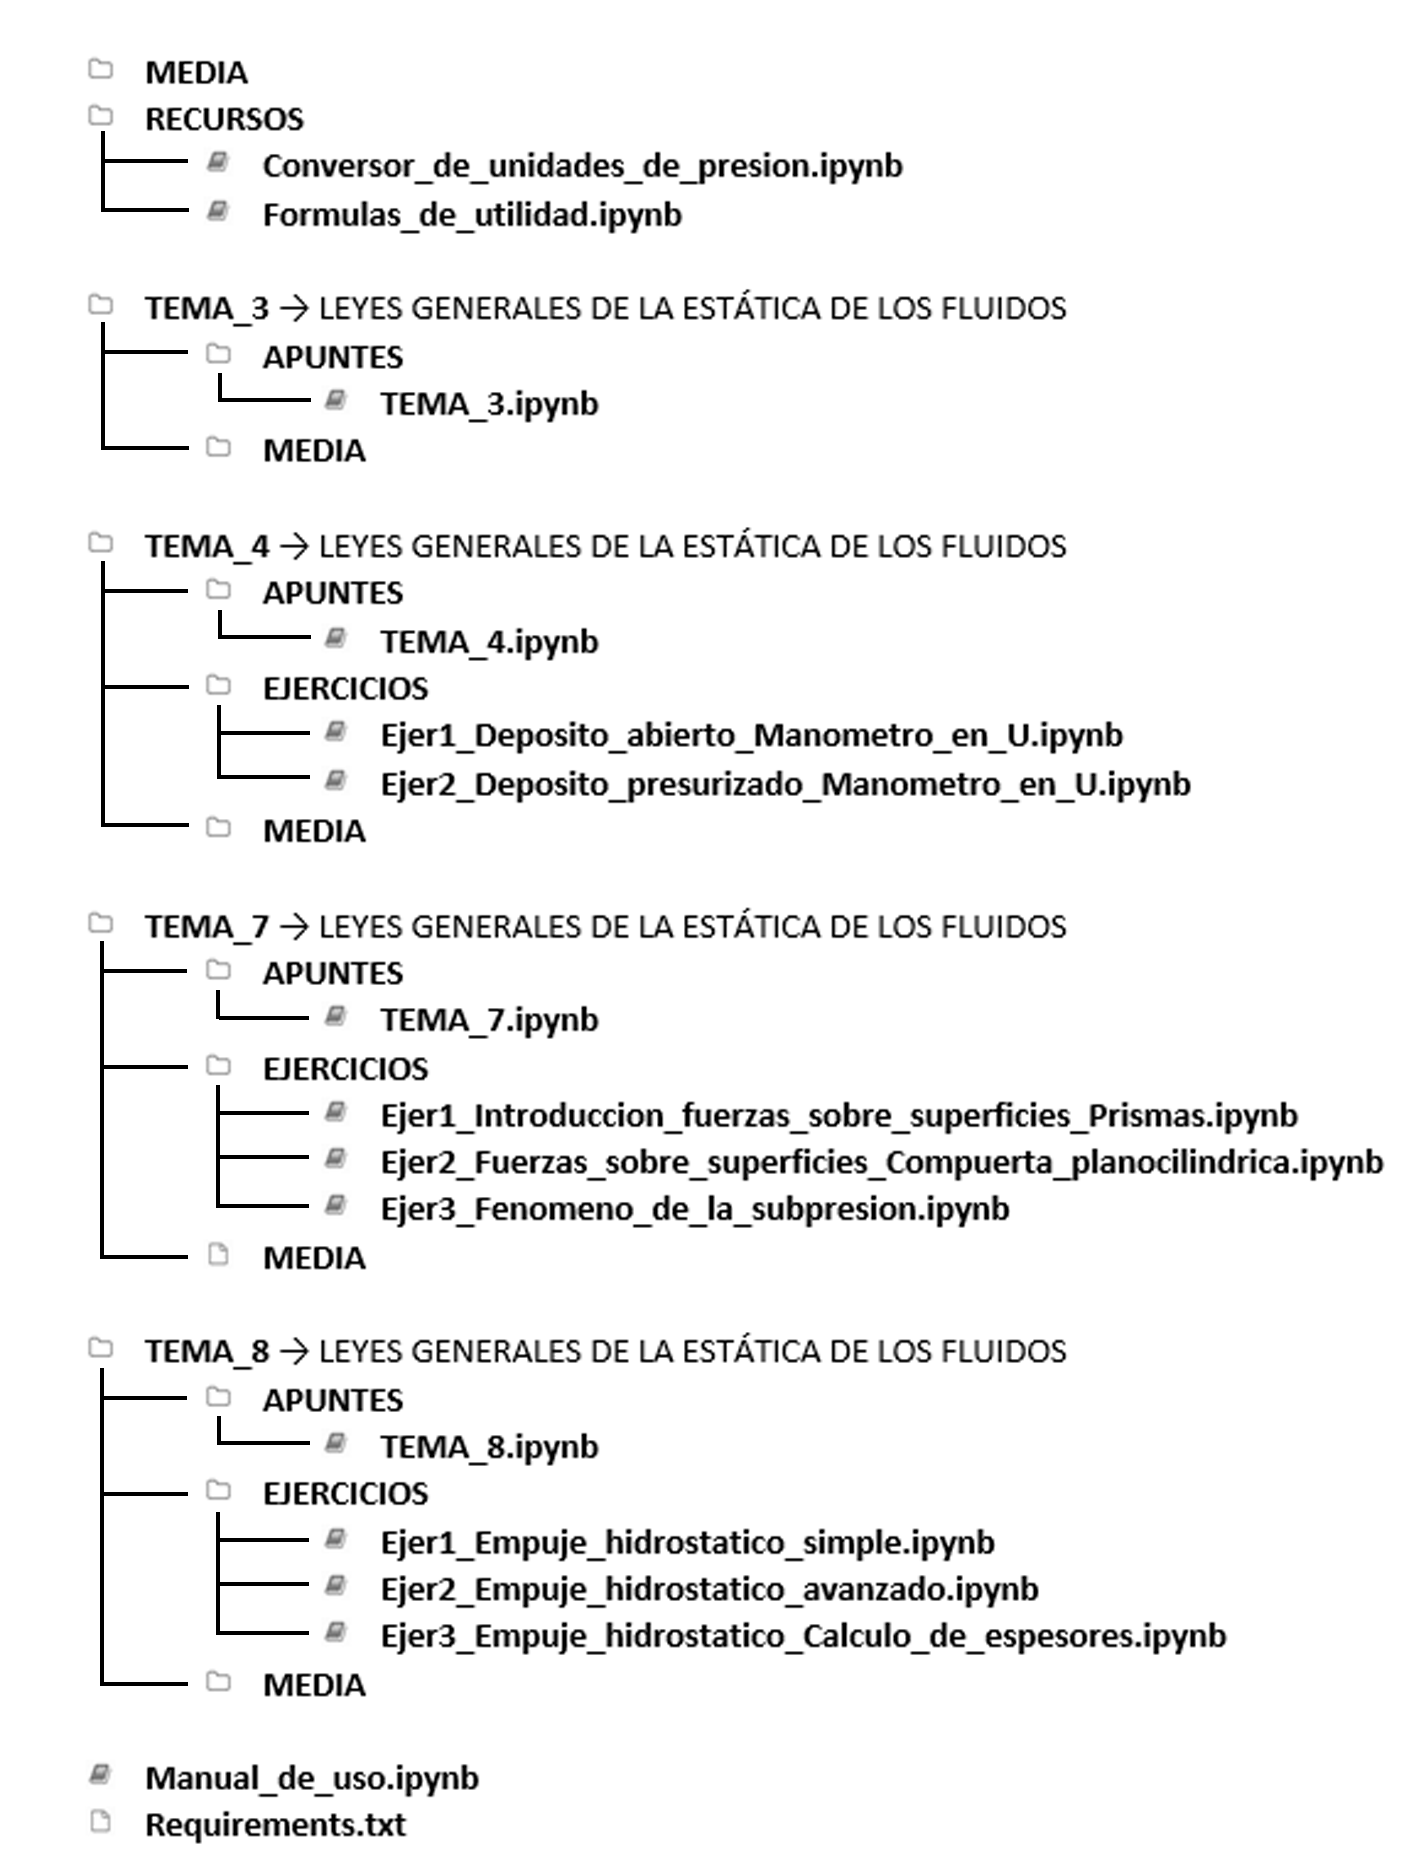 MEDIA
RECURSOS
Conversor_de_unidades_de_presion.ipynb
Formulas_de_utilidad.ipynb
TEMA_3 → LEYES GENERALES DE LA ESTÁTICA DE LOS FLUIDOS
APUNTES
TEMA_3.ipynb
MEDIA
TEMA_4 → LEYES GENERALES DE LA ESTÁTICA DE LOS FLUIDOS
APUNTES
TEMA_4.ipynb
EJERCICIOS
Ejer1_Deposito_abierto_Manometro_en_U.ipynb
Ejer2_Deposito_presurizado_Manometro_en_U.ipynb
MEDIA
TEMA_7 → LEYES GENERALES DE LA ESTÁTICA DE LOS FLUIDOS
APUNTES
TEMA_7.ipynb
EJERCICIOS
Ejer1_Introduccion_fuerzas_sobre_superficies_Prismas.ipynb
Ejer2_Fuerzas_sobre_superficies_Compuerta_planocilindrica.ipynb
Ejer3_Fenomeno_de_la_subpresion.ipynb
MEDIA
TEMA_8 → LEYES GENERALES DE LA ESTÁTICA DE LOS FLUIDOS
APUNTES
TEMA_8.ipynb
EJERCICIOS
Ejer1_Empuje_hidrostatico_simple.ipynb
Ejer2_Empuje_hidrostatico_avanzado.ipynb
Ejer3_Empuje_hidrostatico_Calculo_de_espesores.ipynb
MEDIA
Manual_de_uso.ipynb
Requirements.txt